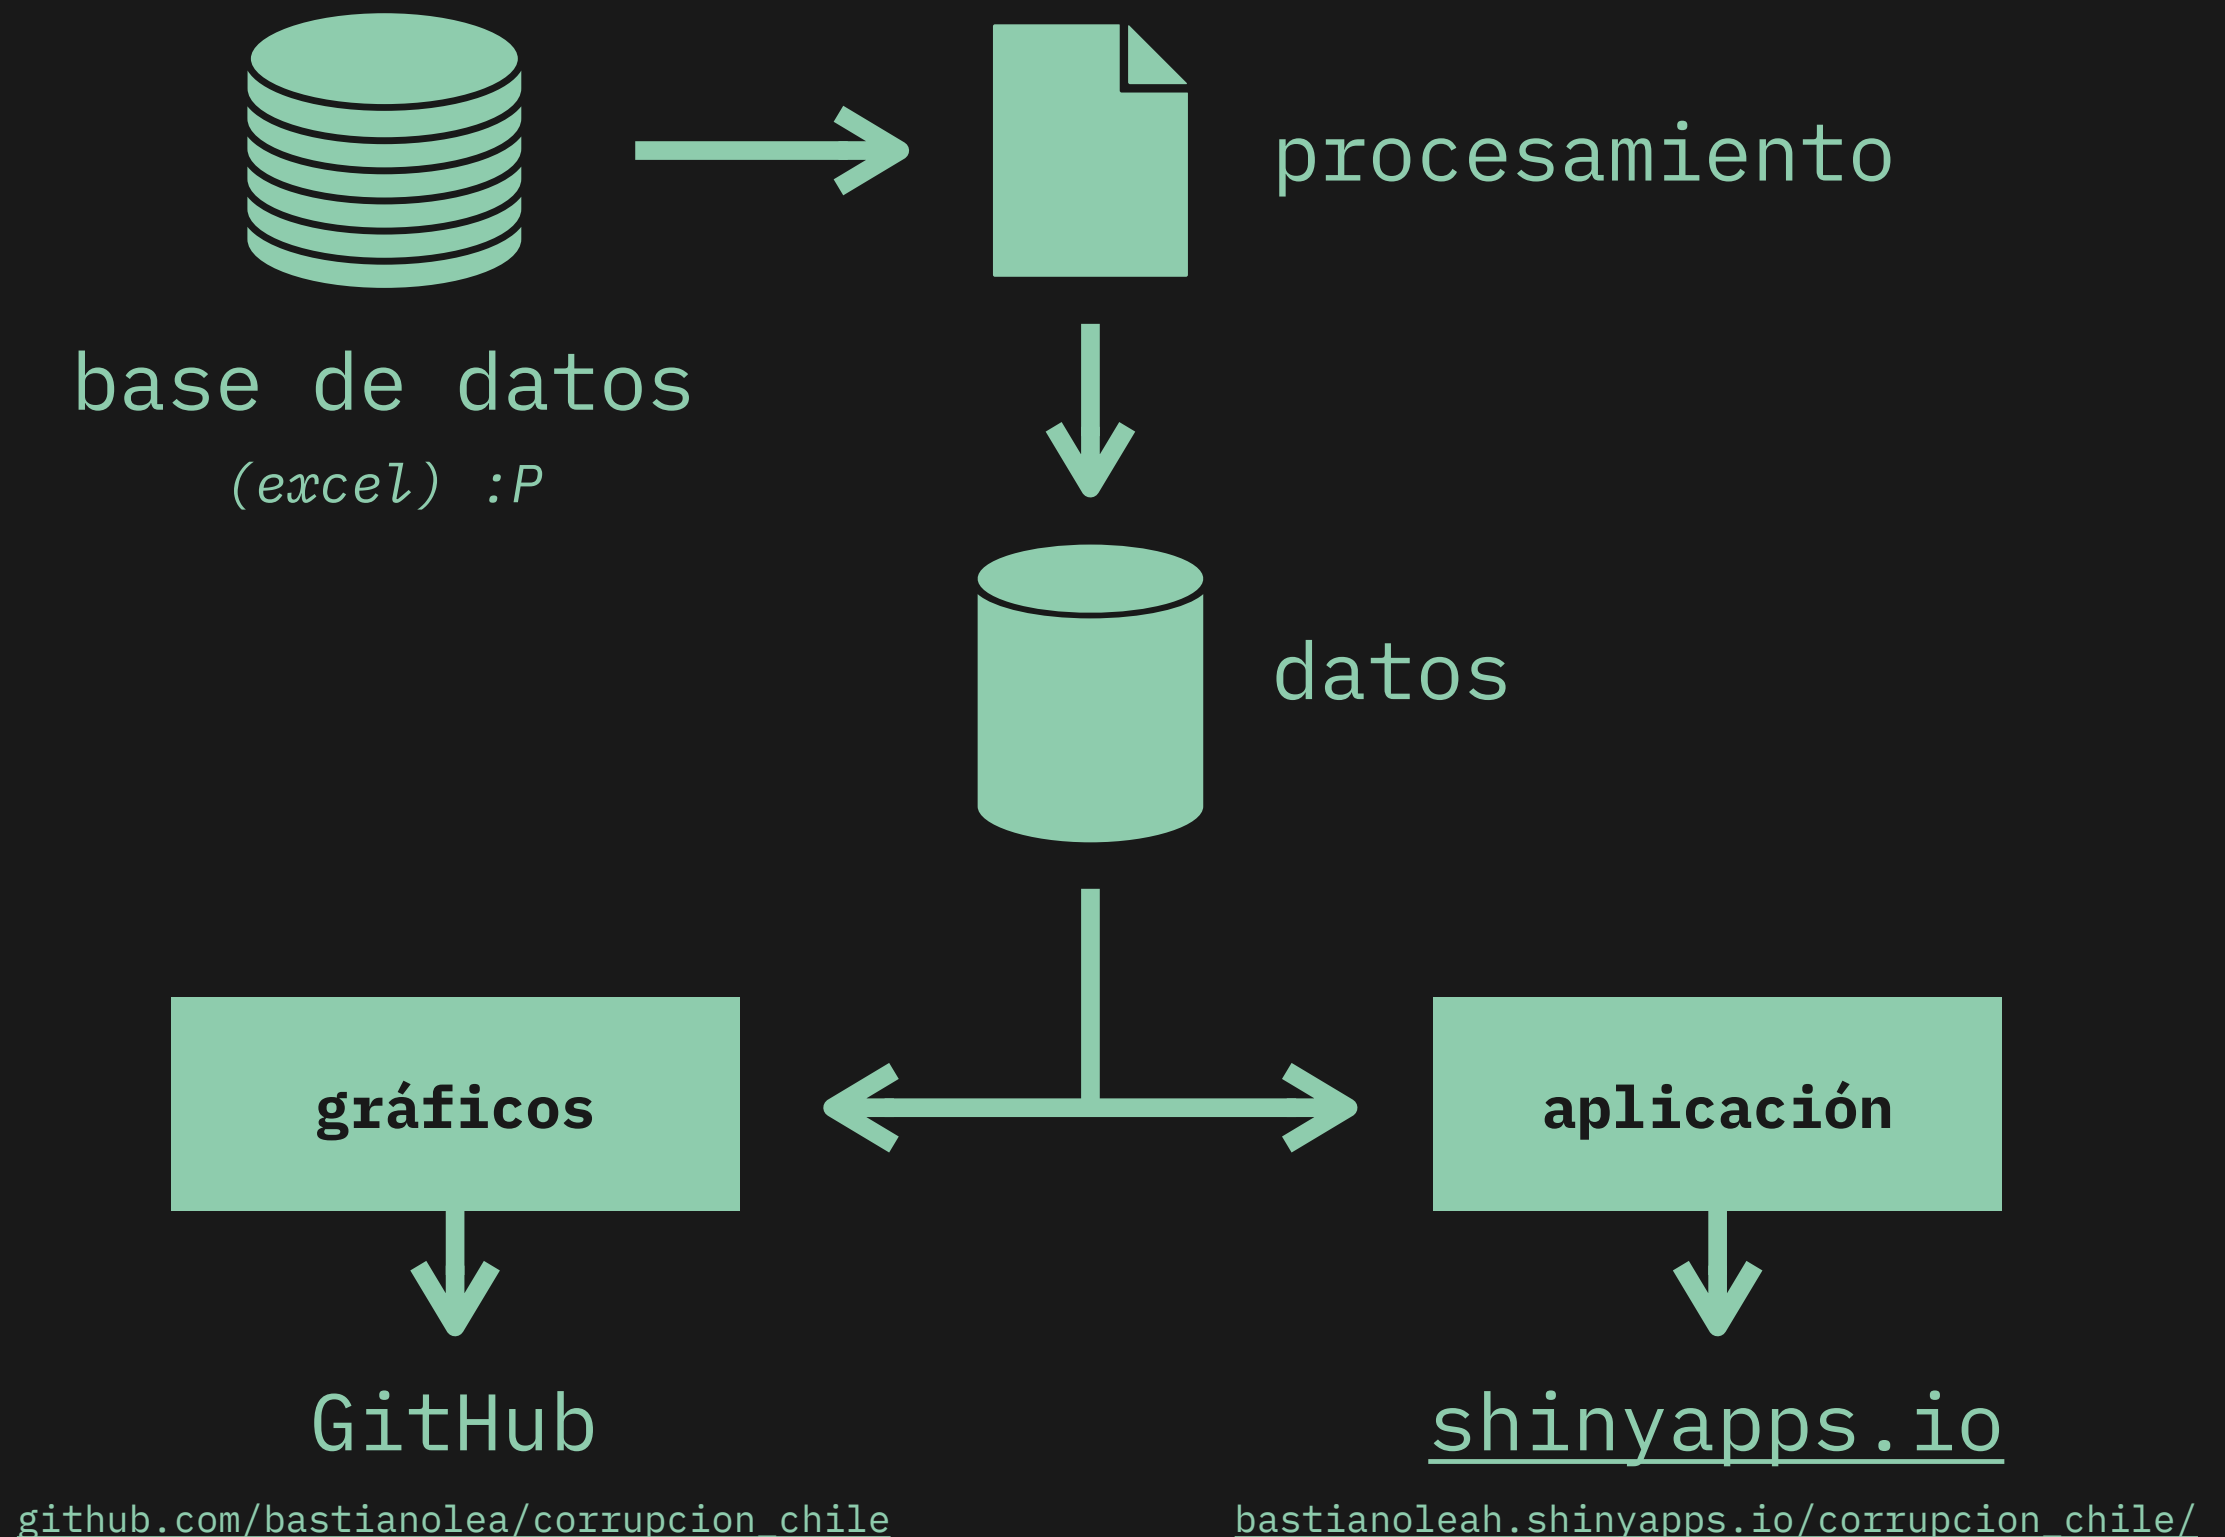 procesamiento
base de datos
(excel) :P
datos
gráficos
aplicación
GitHub
shinyapps.io
github.com/bastianolea/corrupcion_chile
bastianoleah.shinyapps.io/corrupcion_chile/